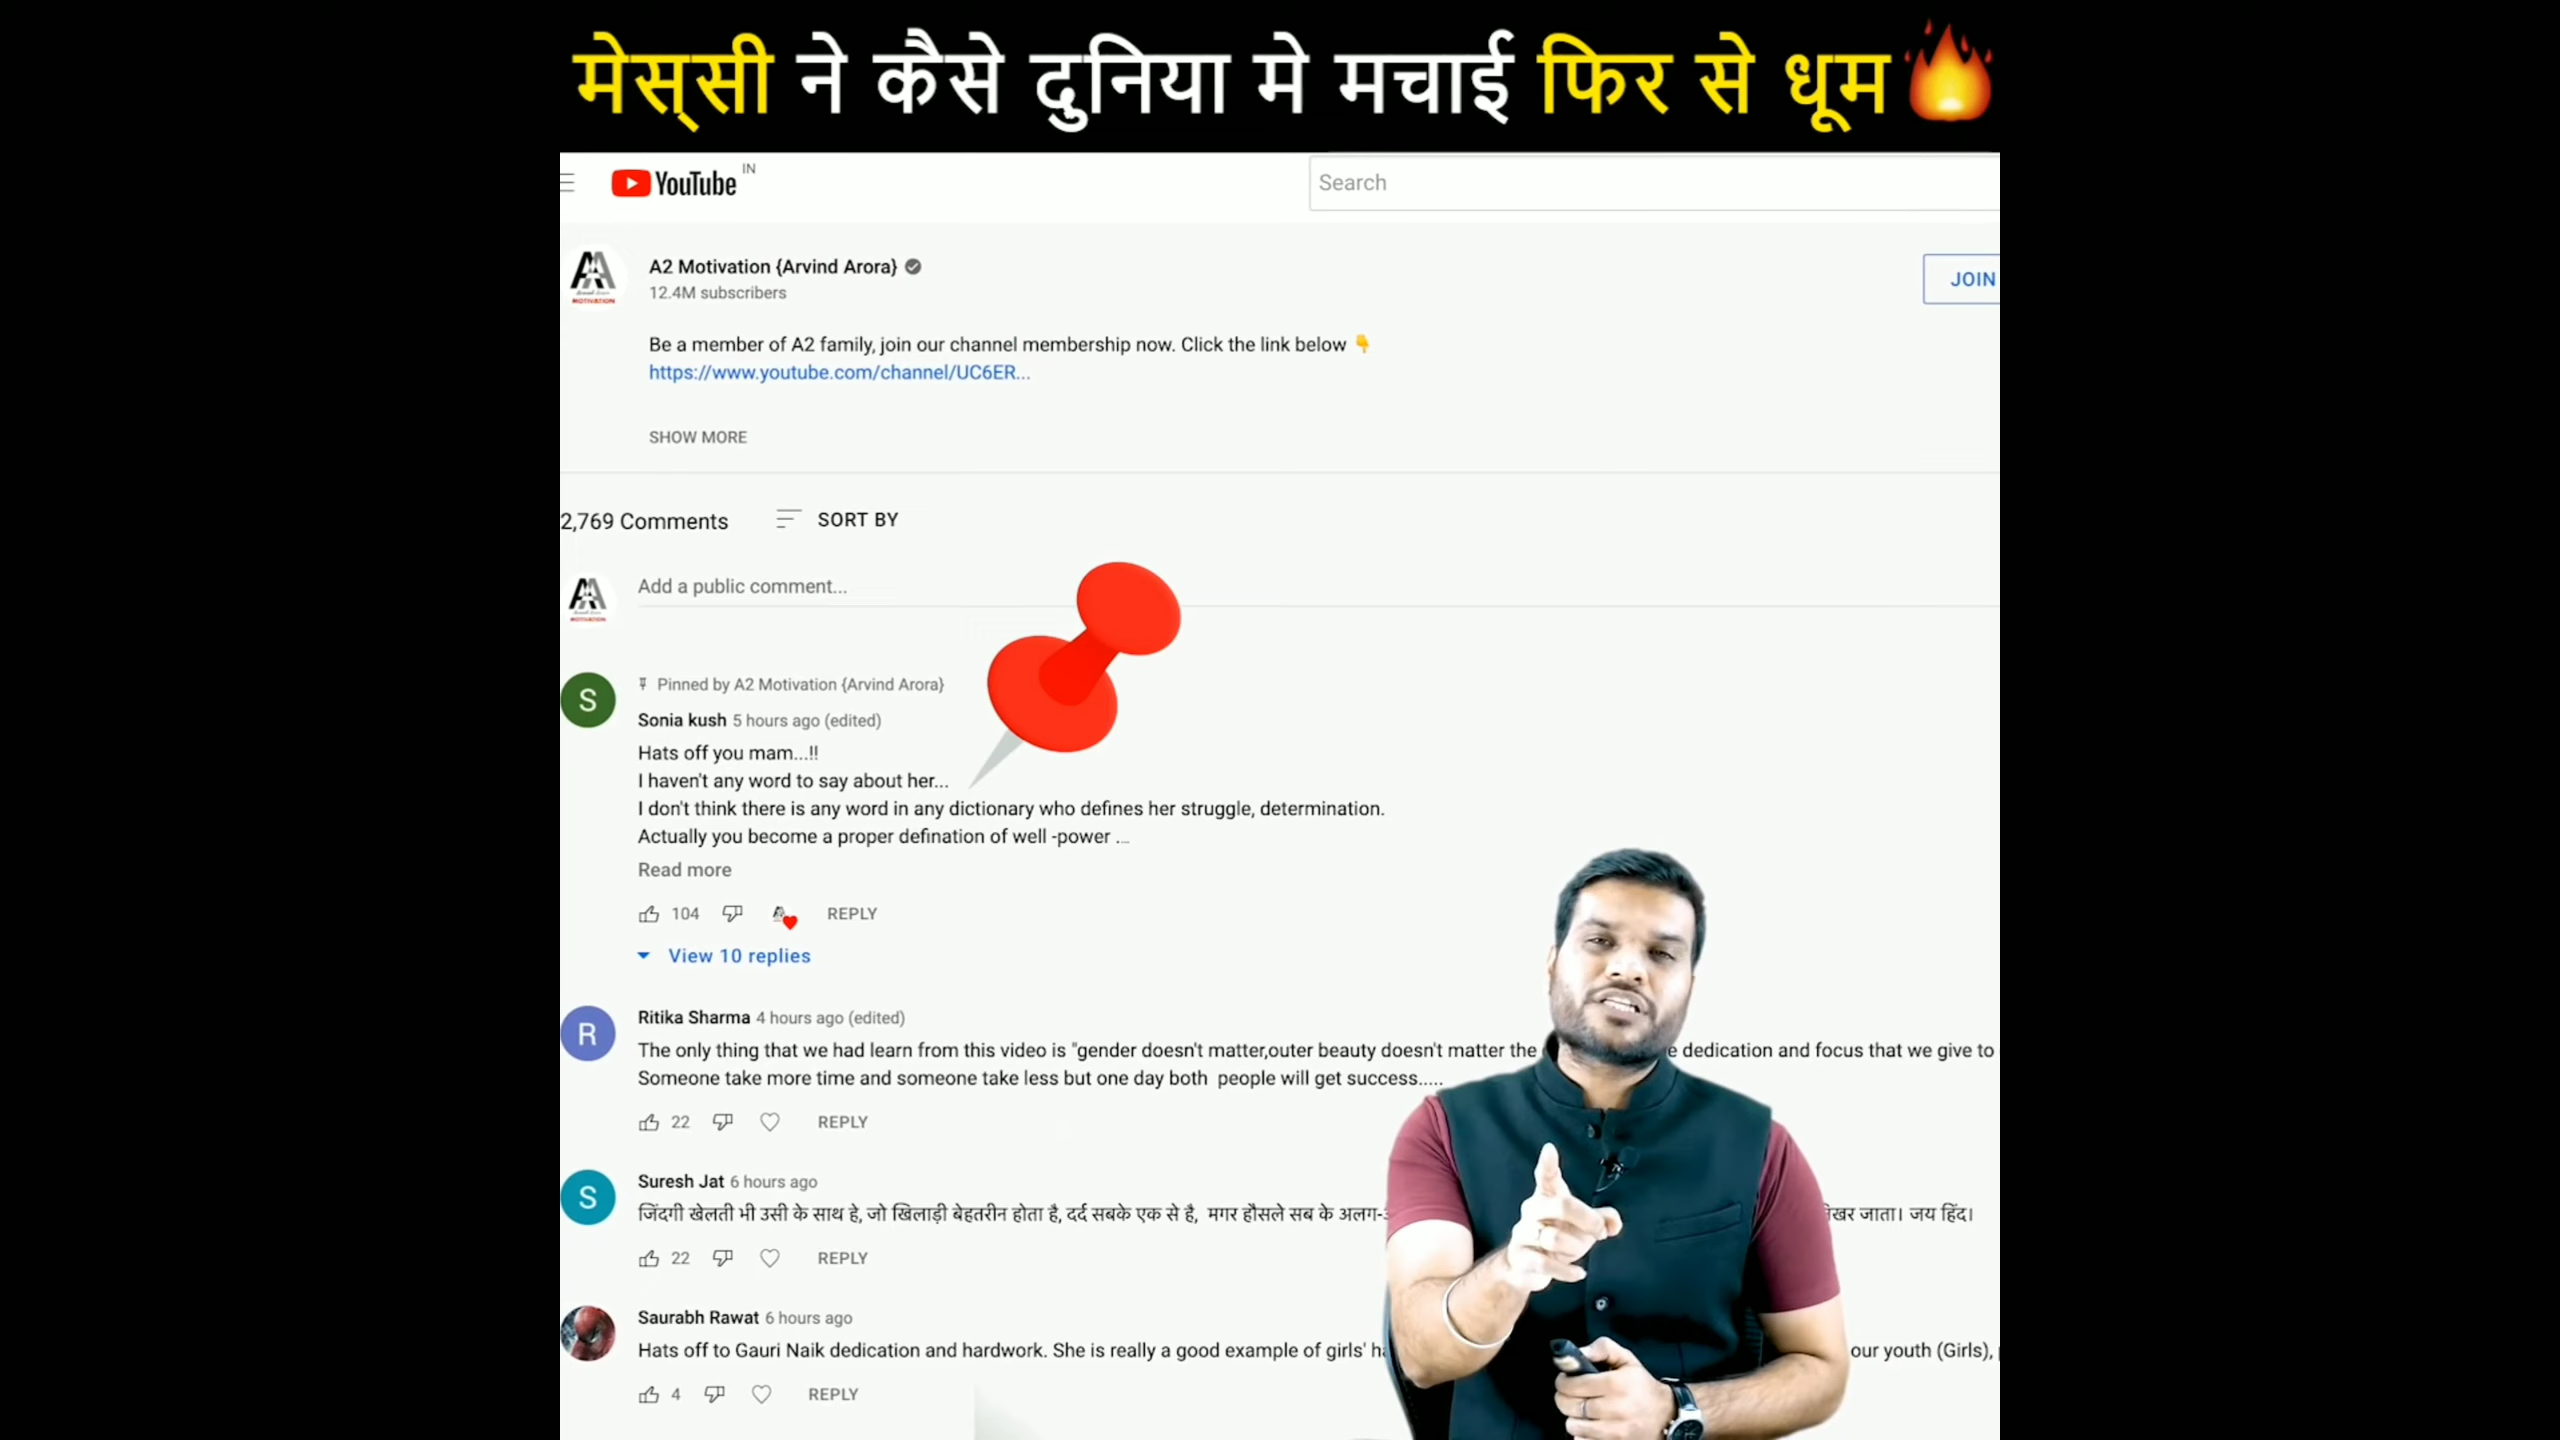 मेस्सी ने कैसे दुनिया मे मचाई फिर से धूम
YouTube IN
Search
A2 Motivation {Arvind Arora}
12.4M subscribers
JOIN
Be a member of A2 family, join our channel membership now. Click the link below
https://www.youtube.com/channel/UC6ER...
SHOW MORE
2,769 Comments
SORT BY
Add a public comment...
Pinned by A2 Motivation {Arvind Arora}
S
Sonia kush 5 hours ago (edited)
Hats off you mam...!!
I haven't any word to say about her...
I don't think there is any word in any dictionary who defines her struggle, determination.
Actually you become a proper defination of well -power ...
Read more
104 REPLY
View 10 replies
R
Ritika Sharma 4 hours ago (edited)
The only thing that we had learn from this video is "gender doesn't matter,outer beauty doesn't matter the dedication and focus that we give to
Someone take more time and someone take less but one day both people will get success.....
22 REPLY
S
Suresh Jat 6 hours ago
जिंदगी खेलती भी उसी के साथ हे, जो खिलाड़ी बेहतरीन होता है, दर्द सबके एक से है, मगर हौसले सब के अलग- जाता। जय हिंद।
22 REPLY
Saurabh Rawat 6 hours ago
Hats off to Gauri Naik dedication and hardwork. She is really a good example of girls' our youth (Girls),
4 REPLY